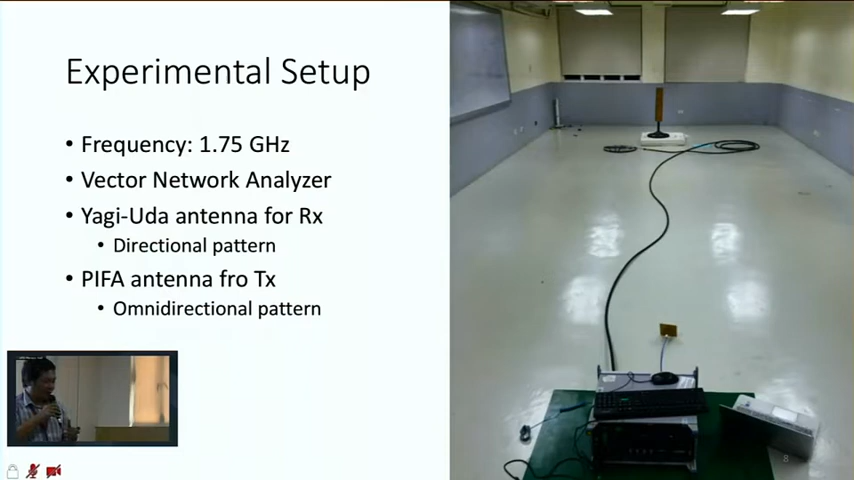 Experimental Setup
• Frequency: 1.75 GHz
• Vector Network Analyzer
• Yagi-Uda antenna for Rx
• Directional pattern
• PIFA antenna fro Tx
• Omnidirectional pattern
8